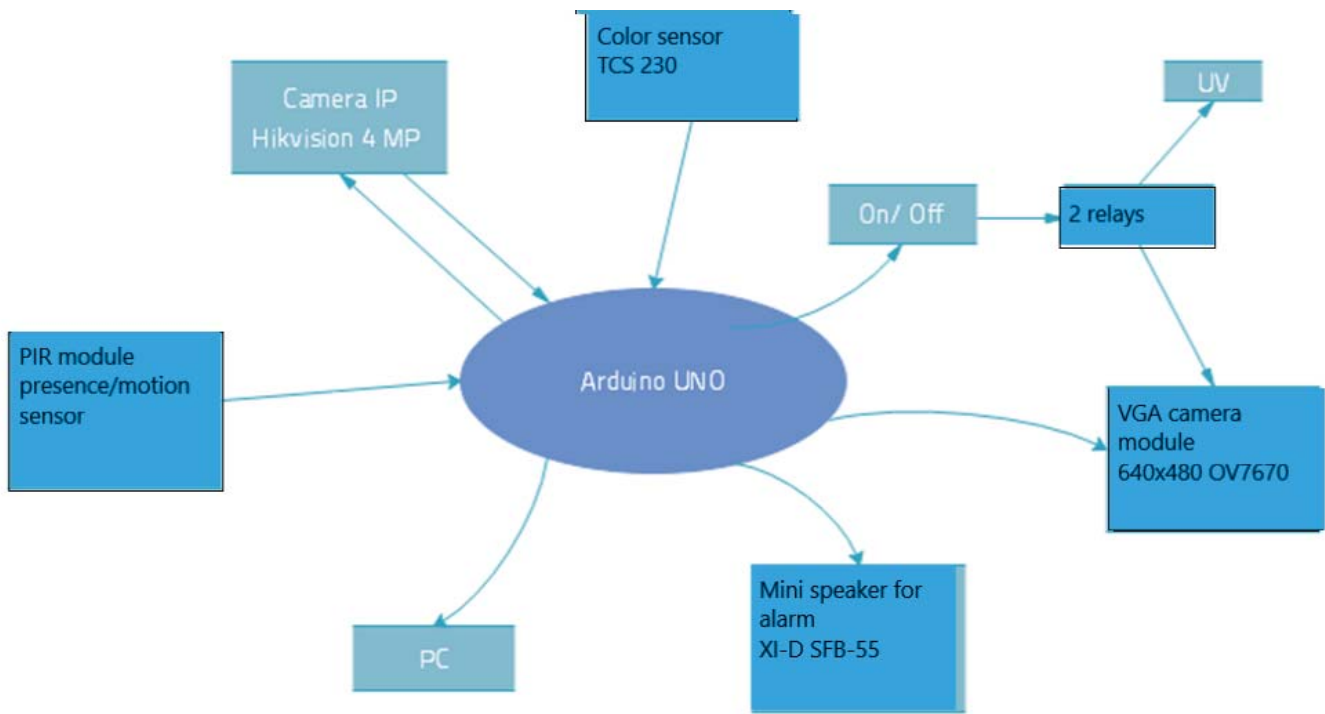 Color sensor
TCS 230
Camera IP
Hikvision 4 MP
UV
On/ Off
2 relays
PIR module
presence/motion
sensor
Arduino UNO
VGA camera
module
640x480 OV7670
Mini speaker for
alarm
XI-D SFB-55
PC